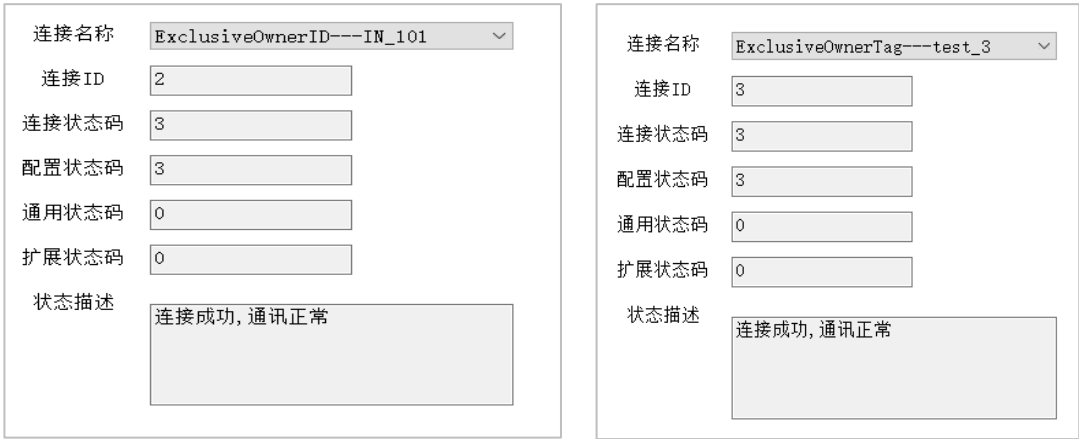 连接名称 ExclusiveOwnerID---IN_101
连接ID 2
连接状态码 3
配置状态码 3
通用状态码 0
扩展状态码 0
状态描述 连接成功,通讯正常
连接名称 ExclusiveOwnerTag---test_3
连接ID 3
连接状态码 3
配置状态码 3
通用状态码 0
扩展状态码 0
状态描述 连接成功,通讯正常